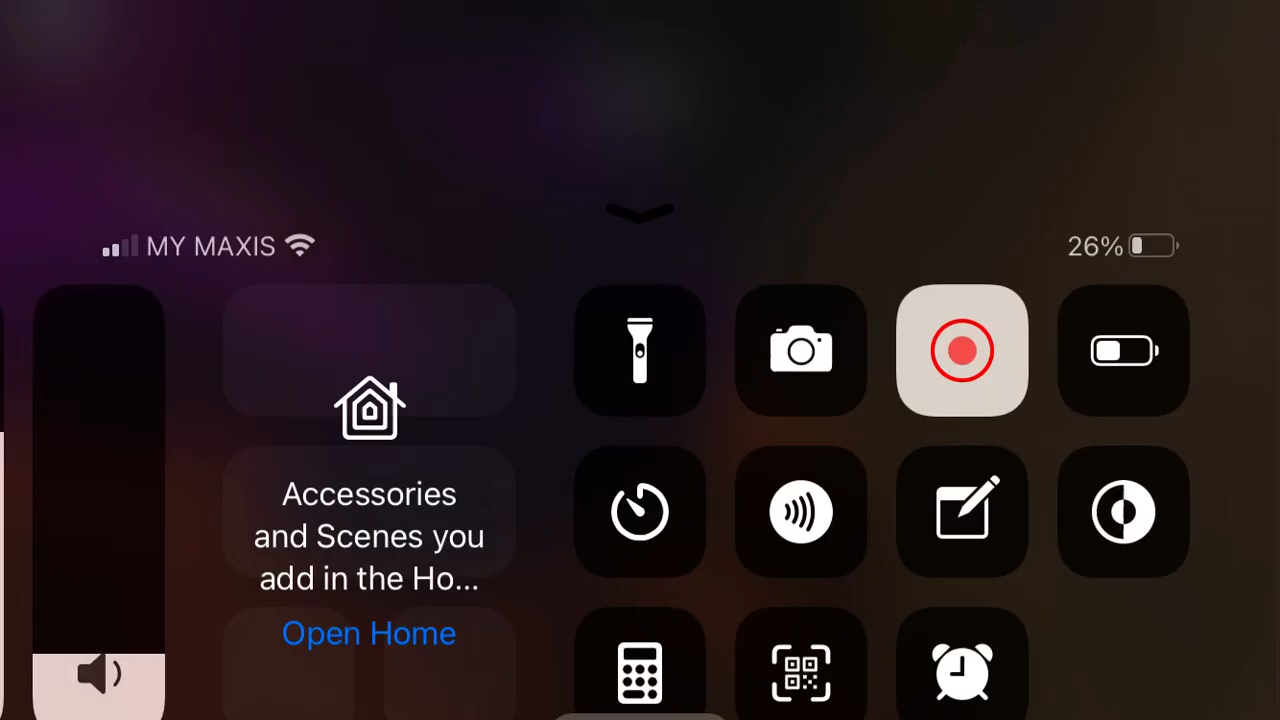 MY MAXIS
26%
Accessories
and Scenes you
add in the Ho...
Open Home